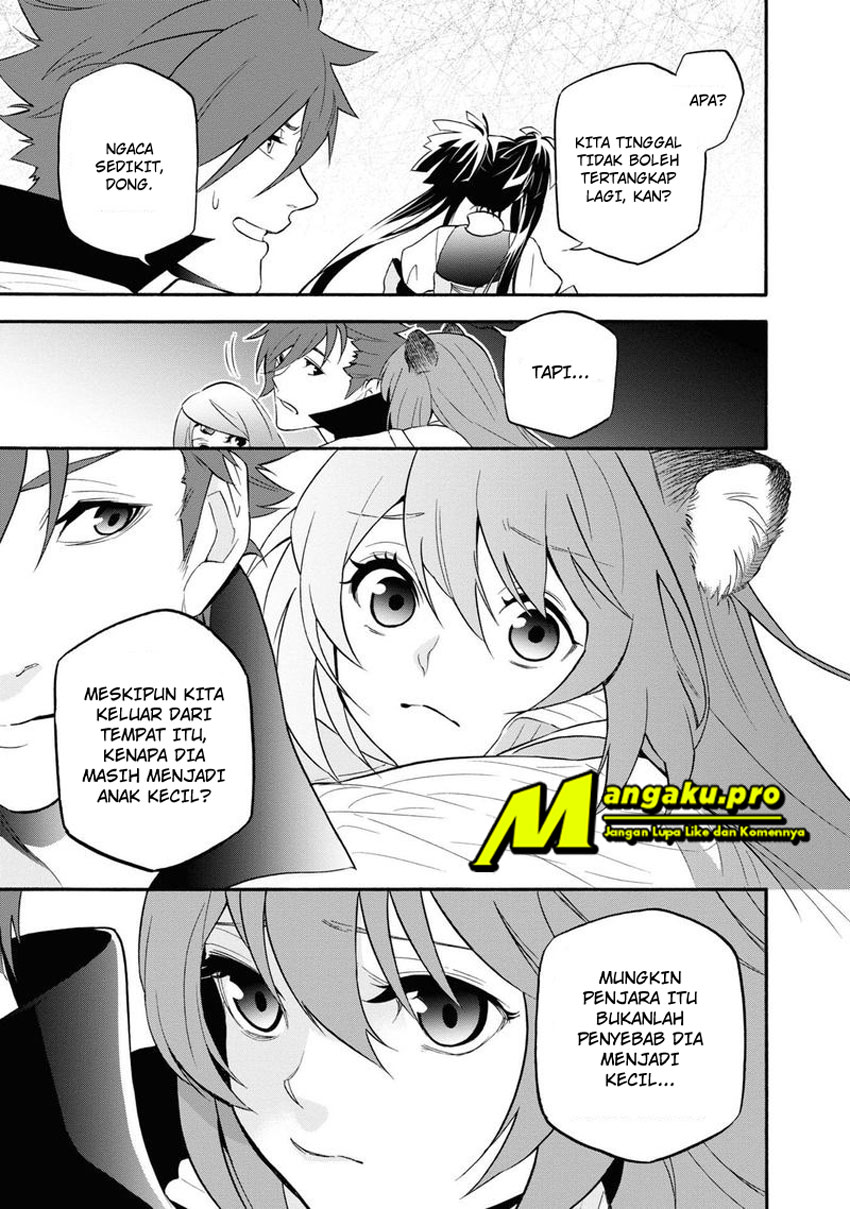 APA?
KITA TINGGAL
TIDAK BOLEH
TERTANGKAP
LAGI, KAN?
NGACA
SEDIKIT,
DONG.
TAPI...
MESKIPUN KITA
KELUAR DARI
TEMPAT ITU,
KENAPA DIA
MASIH MENJADI
ANAK KECIL?
Mangaku.pro
Jangan Lupa Like dan Komennya
MUNGKIN
PENJARA ITU
BUKANLAH
PENYEBAB DIA
MENJADI
KECIL...